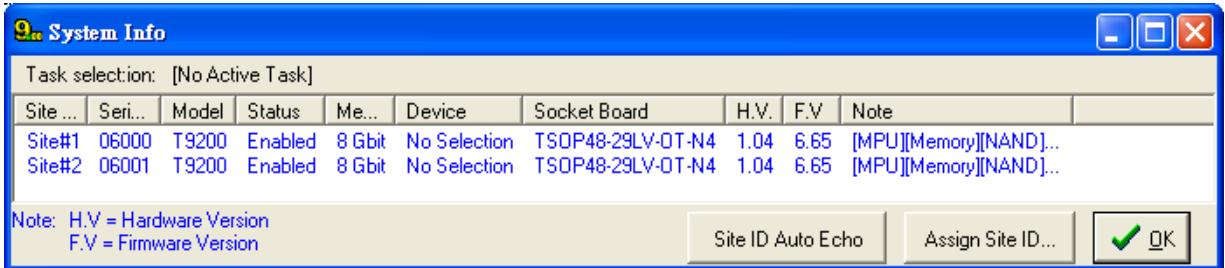 9ee System Info
Task selection: [No Active Task]
Site ... Seri... Model Status Me... Device Socket Board H.V. F.V Note
Site#1 06000 T9200 Enabled 8 Gbit No Selection TSOP48-29LV-OT-N4 1.04 6.65 [MPU][Memory][NAND]...
Site#2 06001 T9200 Enabled 8 Gbit No Selection TSOP48-29LV-OT-N4 1.04 6.65 [MPU][Memory][NAND]...
Note: H.V = Hardware Version
F.V = Firmware Version
Site ID Auto Echo Assign Site ID... OK